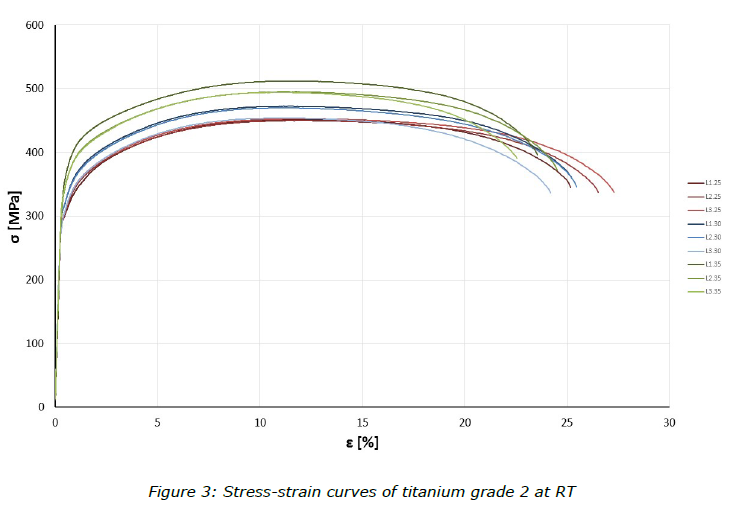 600
500
400
300
200
100
0
σ [MPa]
0 5 10 15 20 25 30
ε [%]
L1.25
L2.25
L3.25
L1.30
L2.30
L3.30
L1.35
L2.35
L3.35
Figure 3: Stress-strain curves of titanium grade 2 at RT